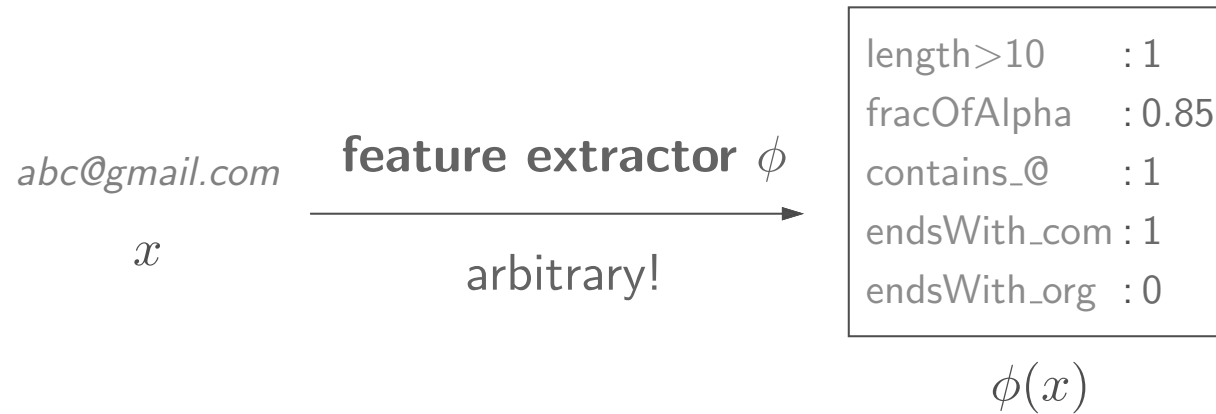 abc@gmail.com
x
feature extractor ϕ
arbitrary!
length>10 : 1
fracOfAlpha : 0.85
contains_@ : 1
endsWith_com : 1
endsWith_org : 0
ϕ(x)